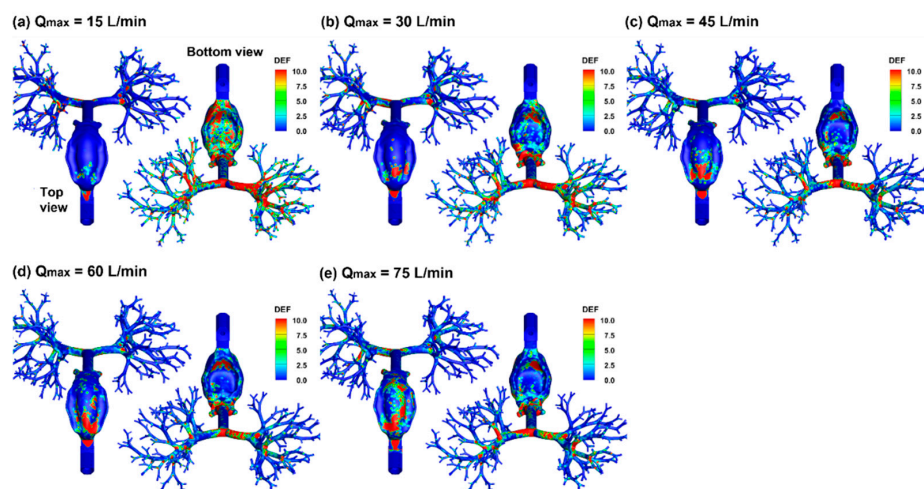 (a) Qmax = 15 L/min
Bottom view
Top
view
DEF
10.0
7.5
5.0
2.5
0.0
(b) Qmax = 30 L/min
DEF
10.0
7.5
5.0
2.5
0.0
(c) Qmax = 45 L/min
DEF
10.0
7.5
5.0
2.5
0.0
(d) Qmax = 60 L/min
DEF
10.0
7.5
5.0
2.5
0.0
(e) Qmax = 75 L/min
DEF
10.0
7.5
5.0
2.5
0.0